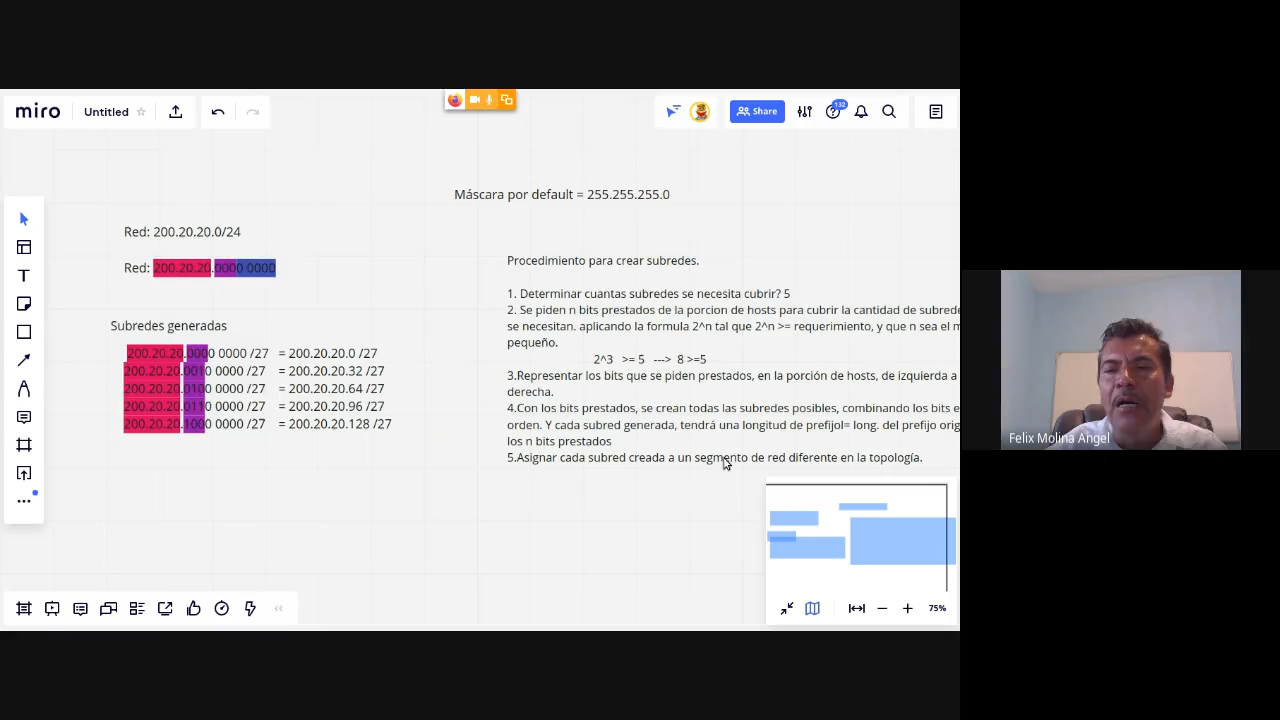 miro
Untitled
Share
132
Máscara por default = 255.255.255.0
Red: 200.20.20.0/24
Red: 200.20.20.0000 0000
Procedimiento para crear subredes.
1. Determinar cuantas subredes se necesita cubrir? 5
2. Se piden n bits prestados de la porcion de hosts para cubrir la cantidad de subrede
se necesitan. aplicando la formula 2^n tal que 2^n >= requerimiento, y que n sea el m
pequeño.
2^3 >= 5 ---> 8 >=5
3.Representar los bits que se piden prestados, en la porción de hosts, de izquierda a
derecha.
4.Con los bits prestados, se crean todas las subredes posibles, combinando los bits e
orden. Y cada subred generada, tendrá una longitud de prefijol= long. del prefijo orig
los n bits prestados
5.Asignar cada subred creada a un segmento de red diferente en la topología.
Subredes generadas
200.20.20.0000 0000 /27 = 200.20.20.0 /27
200.20.20.0010 0000 /27 = 200.20.20.32 /27
200.20.20.0100 0000 /27 = 200.20.20.64 /27
200.20.20.0110 0000 /27 = 200.20.20.96 /27
200.20.20.1000 0000 /27 = 200.20.20.128 /27
75%
Felix Molina Angel